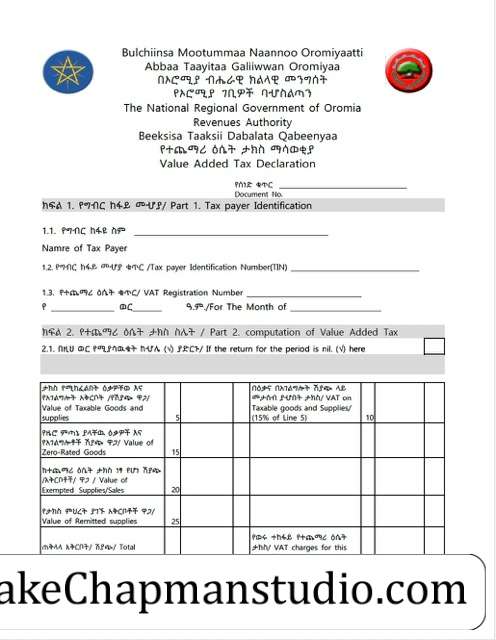 Bulchiinsa Mootummaa Naannoo Oromiyaatti
Abbaa Taayitaa Galiiwwan Oromiyaa
በኦሮሚያ ብሔራዊ ክልላዊ መንግስት
የኦሮሚያ ገቢዎች ባሥልጣን
The National Regional Government of Oromia
Revenues Authority
Beeksisa Taaksii Dabalata Qabeenyaa
የተጨማሪ ዕሴት ታክስ ማሳወቂያ
Value Added Tax Declaration
የሰነድ ቁጥር
Document No.
ክፍል 1. የግብር ከፋይ መሥያ/ Part 1. Tax payer Identification
1.1. የግብር ከፋዩ ስም
Namre of Tax Payer
1.2. የግብር ከፋይ መሥያ ቁጥር /Tax payer Identification Number(TIN)
1.3. የተጨማሪ ዕሴት ቁጥር/ VAT Registration Number
የ ወር ዓ.ም./For The Month of
ክፍል 2. የተጨማሪ ዕሴት ታክስ ስሌት / Part 2. computation of Value Added Tax
2.1. በዚህ ወር የሚያሳዉቁት ከሥሌ (√) ያድርጉ/ If the return for the period is nil. (√) here
ታክስ የሚከፈልበት ዕቃዎችወ እና
የአገልግሎት አቅርቦት /የሽያጭ ዋጋ/
Value of Taxable Goods and
supplies 5
በዕቃና በአገልግሎት ሽያጭ ላይ
መታሰብ ያሥበት ታክስ/ VAT on
Taxable goods and Supplies/
(15% of Line 5) 10
የዜሮ ምጣኔ ያላቸዉ ዕቃዎች እና
የአገልግሎቶች ሽያጭ ዋጋ/ Value of
Zero-Rated Goods 15
ከተጨማሪ ዕሴት ታክስ ነፃ የሆነ ሽያጭ
/አቅርቦቶች/ ዋጋ / Value of
Exempted Supplies/Sales 20
የታክስ ምህረት ያገኙ አቅርቦቶች ዋጋ/
Value of Remitted supplies 25
ጠቅላላ አቅርቦት/ ሽያጭ/ Total
የወሩ ተከፋይ የተጨማሪ ዕሴት
ታክስ/ VAT charges for this
akeChapmanstudio.com